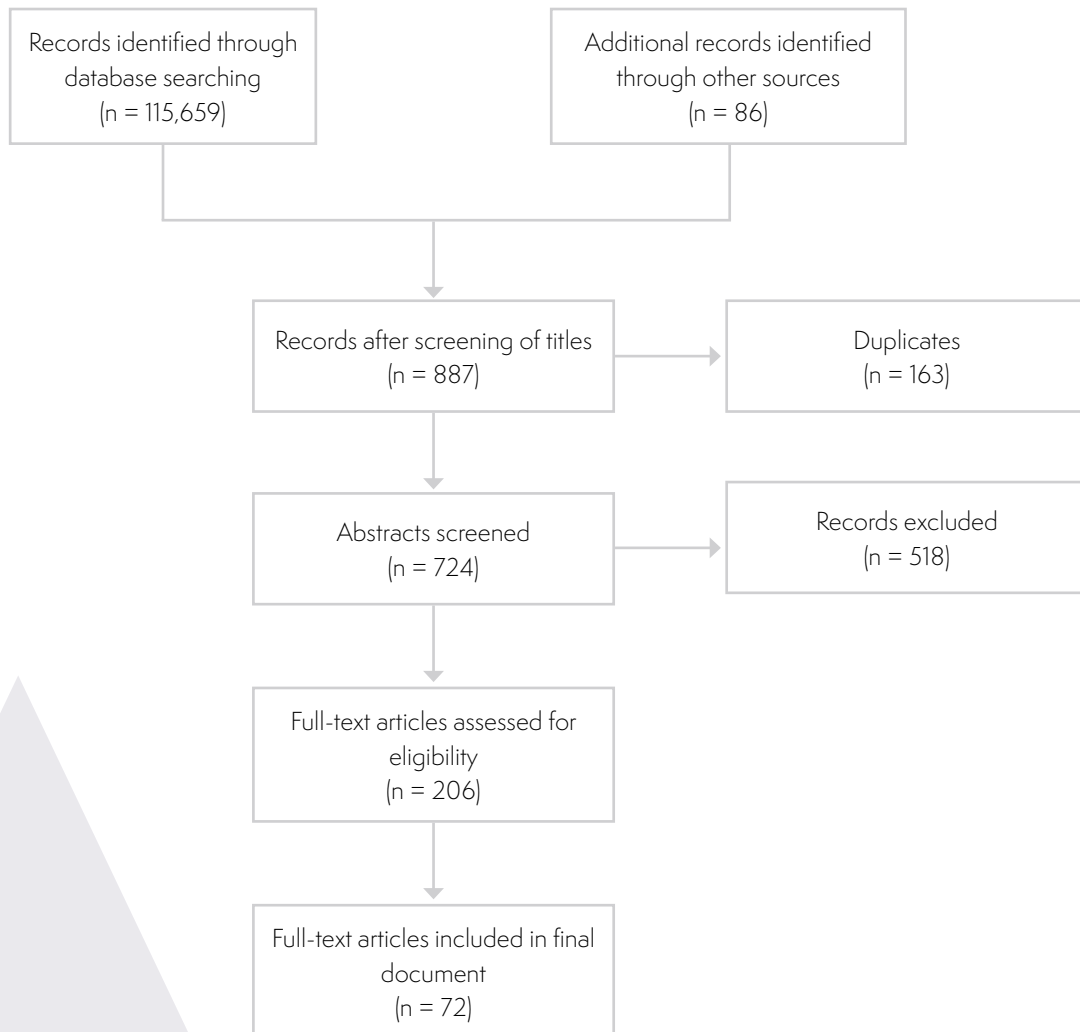 Records identified through
database searching
(n = 115,659)
Additional records identified
through other sources
(n = 86)
Records after screening of titles
(n = 887)
Duplicates
(n = 163)
Abstracts screened
(n = 724)
Records excluded
(n = 518)
Full-text articles assessed for
eligibility
(n = 206)
Full-text articles included in final
document
(n = 72)